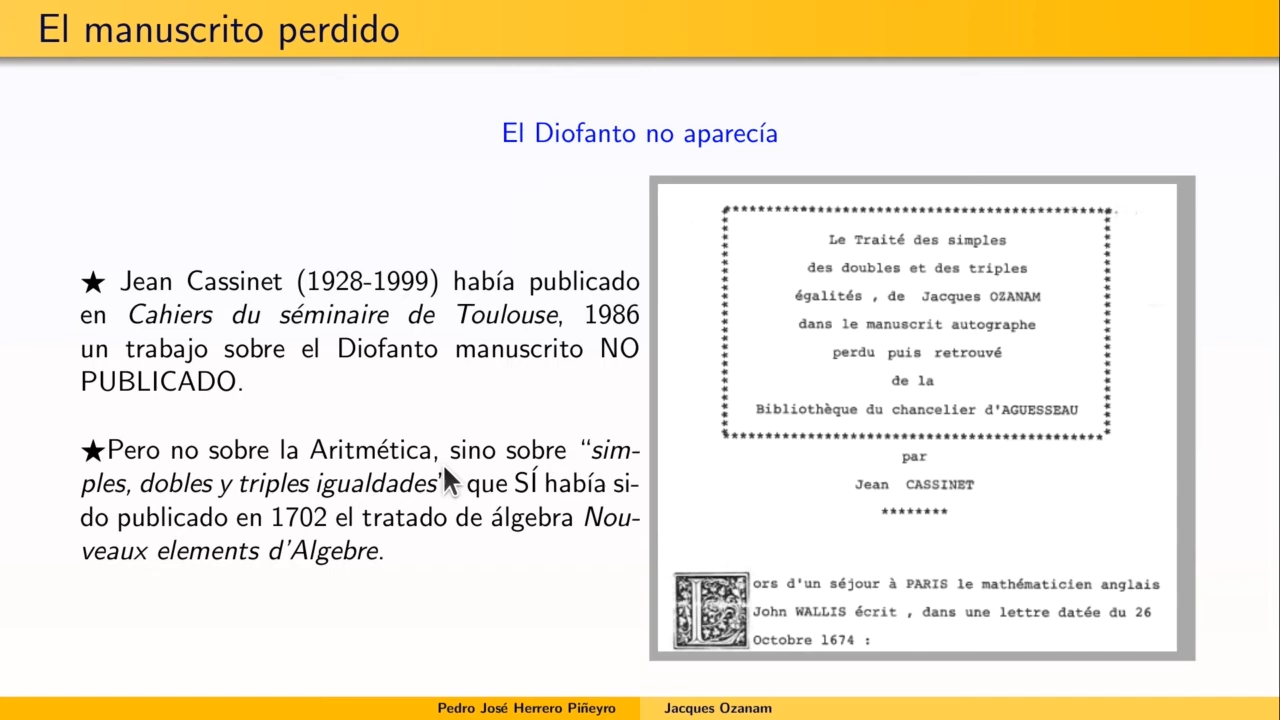 El manuscrito perdido
El Diofanto no aparecía
★ Jean Cassinet (1928-1999) había publicado
en Cahiers du séminaire de Toulouse, 1986
un trabajo sobre el Diofanto manuscrito NO
PUBLICADO.
★Pero no sobre la Aritmética, sino sobre “sim-
ples, dobles y triples igualdades” que SÍ había si-
do publicado en 1702 el tratado de álgebra Nou-
veaux elements d'Algebre.
Le Traité des simples
des doubles et des triples
égalités , de Jacques OZANAM
dans le manuscrit autographe
perdu puis retrouvé
de la
Bibliothèque du chancelier d'AGUESSEAU
par
Jean CASSINET
********
Lors d'un séjour à PARIS le mathématicien anglais
John WALLIS écrit , dans une lettre datée du 26
Octobre 1674 :
Pedro José Herrero Piñeyro Jacques Ozanam